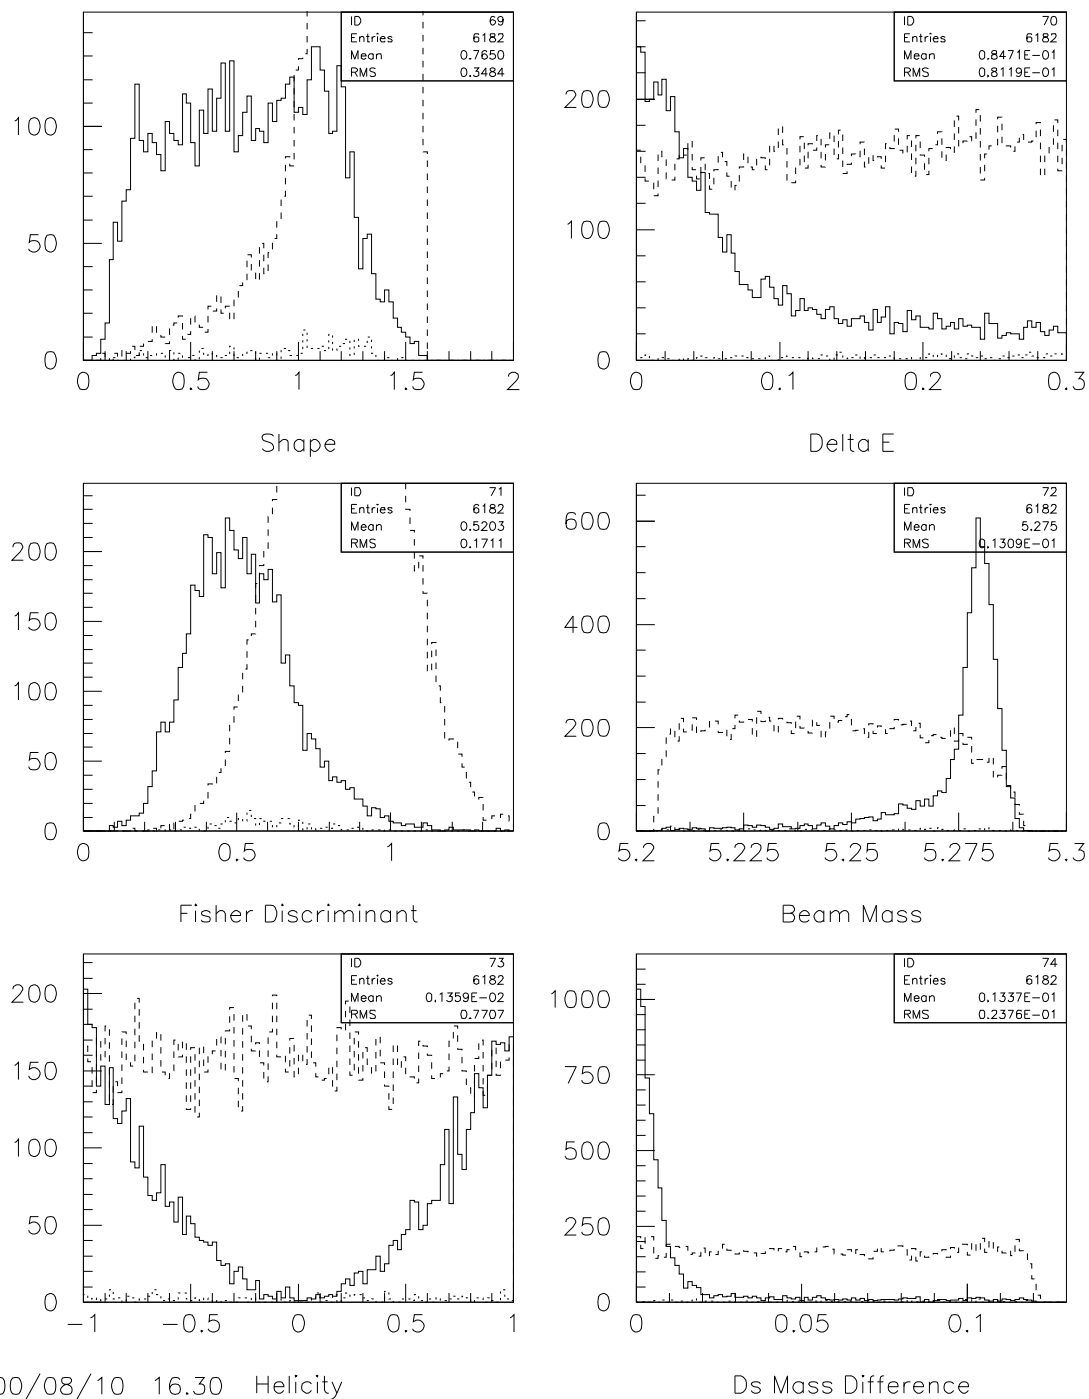 ID 69
Entries 6182
Mean 0.7650
RMS 0.3484
100
50
0
0 0.5 1 1.5 2
Shape
ID 70
Entries 6182
Mean 0.8471E-01
RMS 0.8119E-01
200
100
0
0 0.1 0.2 0.3
Delta E
ID 71
Entries 6182
Mean 0.5203
RMS 0.1711
200
150
100
50
0
0 0.5 1
Fisher Discriminant
ID 72
Entries 6182
Mean 5.275
RMS 0.1309E-01
600
400
200
0
5.2 5.225 5.25 5.275 5.3
Beam Mass
ID 73
Entries 6182
Mean 0.1359E-02
RMS 0.7707
200
150
100
50
0
-1 -0.5 0 0.5 1
00/08/10 16.30 Helicity
ID 74
Entries 6182
Mean 0.1337E-01
RMS 0.2376E-01
1000
750
500
250
0
0 0.05 0.1
Ds Mass Difference